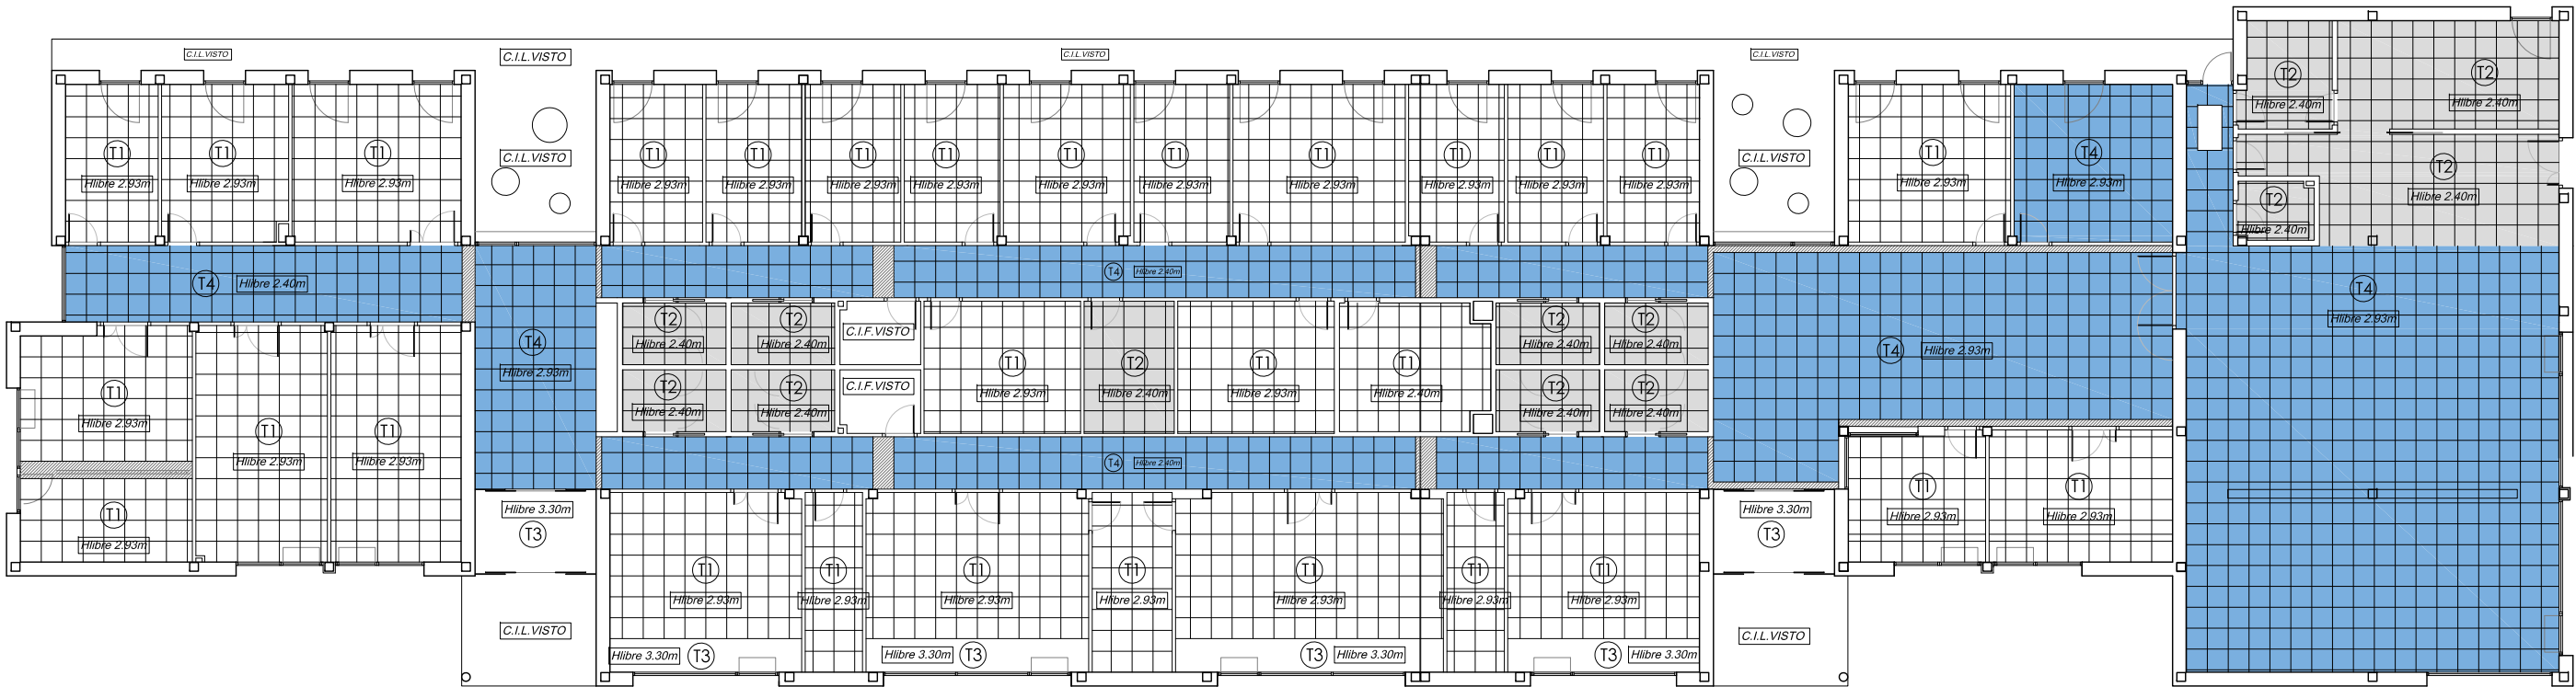 C.I.L.VISTO
C.I.L.VISTO
C.I.L.VISTO
C.I.L.VISTO
T2
Hlibre 2.40m
T2
Hlibre 2.40m
T1
Hlibre 2.93m
T1
Hlibre 2.93m
T1
Hlibre 2.93m
C.I.L.VISTO
T1
Hlibre 2.93m
T1
Hlibre 2.93m
T1
Hlibre 2.93m
T1
Hlibre 2.93m
T1
Hlibre 2.93m
T1
Hlibre 2.93m
T1
Hlibre 2.93m
T1
Hlibre 2.93m
T1
Hlibre 2.93m
T1
Hlibre 2.93m
C.I.L.VISTO
T1
Hlibre 2.93m
T4
Hlibre 2.93m
T2
Hlibre 2.40m
T2
Hlibre 2.40m
T4 Hlibre 2.40m
T4 Hlibre 2.40m
T4
Hlibre 2.93m
T4
Hlibre 2.93m
T2
Hlibre 2.40m
T2
Hlibre 2.40m
C.I.F.VISTO
T2
Hlibre 2.40m
T2
Hlibre 2.40m
T4 Hlibre 2.93m
T1
Hlibre 2.93m
T2
Hlibre 2.40m
T1
Hlibre 2.93m
T1
Hlibre 2.40m
T2
Hlibre 2.40m
T2
Hlibre 2.40m
C.I.F.VISTO
T2
Hlibre 2.40m
T2
Hlibre 2.40m
T1
Hlibre 2.93m
T1
Hlibre 2.93m
T1
Hlibre 2.93m
T4 Hlibre 2.40m
T1
Hlibre 2.93m
Hlibre 3.30m
T3
Hlibre 3.30m
T3
T1
Hlibre 2.93m
T1
Hlibre 2.93m
T1
Hlibre 2.93m
T1
Hlibre 2.93m
T1
Hlibre 2.93m
T1
Hlibre 2.93m
T1
Hlibre 2.93m
T1
Hlibre 2.93m
T1
Hlibre 2.93m
C.I.L.VISTO
C.I.L.VISTO
Hlibre 3.30m T3
Hlibre 3.30m T3
T3 Hlibre 3.30m
T3 Hlibre 3.30m